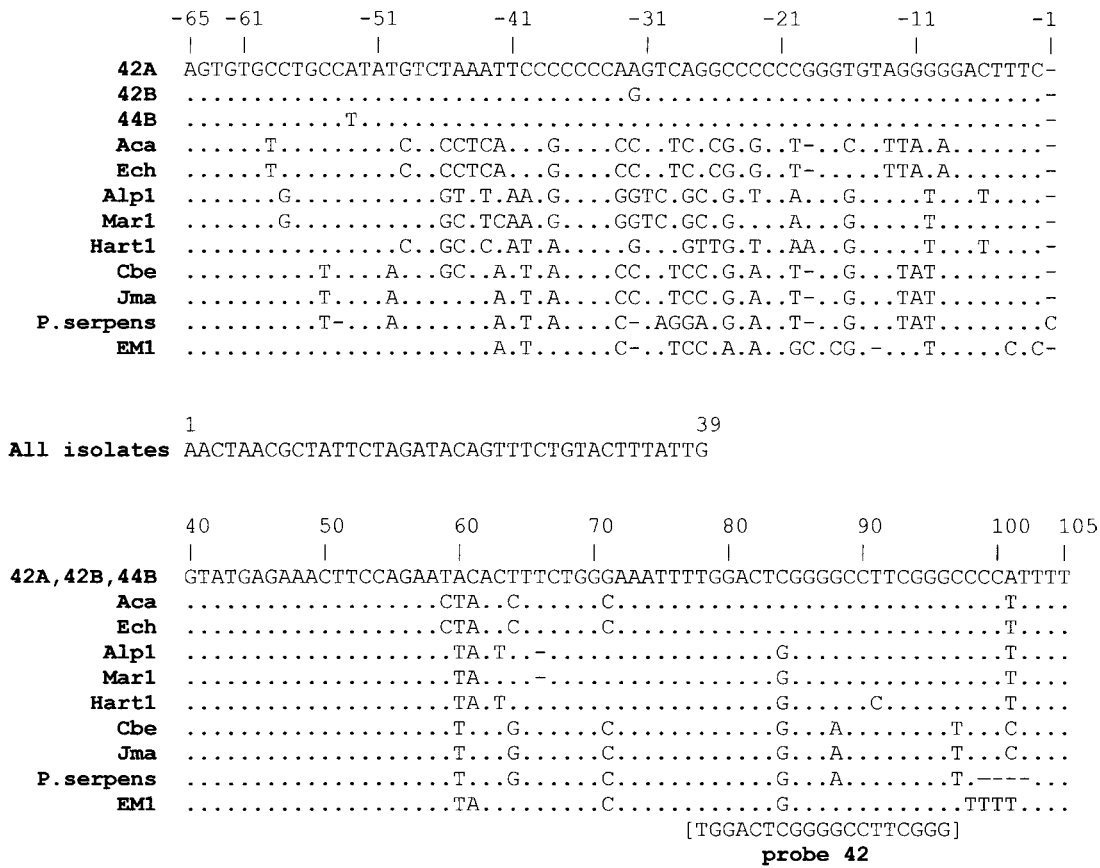 -65 -61 -51 -41 -31 -21 -11 -1
42A AGTGTGCCTGCCATATGTCTAAATTCCCCCCCAAGTCAGGCCCCCCGGGTGTAGGGGGACTTTC-
42B .................................G..............................-
44B ............T...................................................-
Aca ......T.........C..CCTCA...G....CC..TC.CG.G..T-..C..TTA.A.......-
Ech ......T.........C..CCTCA...G....CC..TC.CG.G..T-.....TTA.A.......-
Alp1 .......G...........GT.T.AA.G....GGTC.GC.G.T..A...G.....T...T....-
Mar1 .......G...........GC.TCAA.G....GGTC.GC.G....A...G.....T........-
Hart1 ................C..GC.C.AT.A.....G...GTTG.T..AA..G.....T...T....-
Cbe ..........T....A...GC..A.T.A....CC..TCC.G.A..T-..G...TAT........-
Jma ..........T....A.......A.T.A....CC..TCC.G.A..T-..G...TAT........-
P.serpens ..........T-...A.......A.T.A....C-.AGGA.G.A..T-..G...TAT........C
EM1 .......................A.T......C-..TCC.A.A..GC.CG.-...T.....C.C-
1 39
All isolates AACTAACGCTATTCTAGATACAGTTTCTGTACTTTATTG
40 50 60 70 80 90 100 105
42A,42B,44B GTATGAGAAACTTCCAGAATACACTTTCTGGGAAATTTTGGACTCGGGGCCTTCGGGCCCCATTTT
Aca ...................CTA..C......C.............................T....
Ech ...................CTA..C......C.............................T....
Alp1 ....................TA.T..-.................G................T....
Mar1 ....................TA....-.................G................T....
Hart1 ....................TA.T....................G......C.........T....
Cbe ....................T...G......C............G...A........T...C....
Jma ....................T...G......C............G...A........T...C....
P.serpens ....................T...G......C............G...A........T.----...
EM1 ....................TA.........C............G.............TTTT....
[TGGACTCGGGGCCTTCGGG]
probe 42